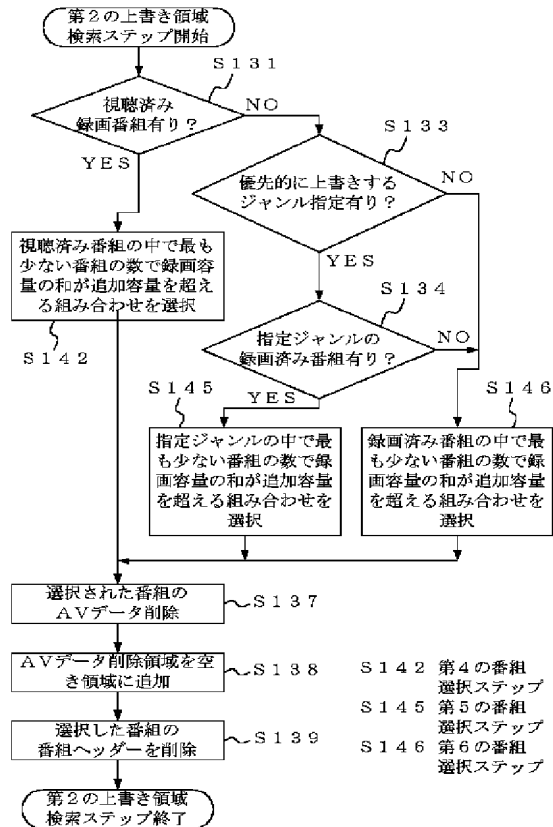 第２の上書き領域
検索ステップ開始
Ｓ１３１
視聴済み
録画番組有り？
ＮＯ
ＹＥＳ
Ｓ１３３
優先的に上書きする
ジャンル指定有り？
ＮＯ
ＹＥＳ
視聴済み番組の中で最も
少ない番組の数で録画容
量の和が追加容量を超え
る組み合わせを選択
Ｓ１４２
Ｓ１３４
指定ジャンルの
録画済み番組有り？
ＮＯ
ＹＥＳ
Ｓ１４５
指定ジャンルの中で最
も少ない番組の数で録
画容量の和が追加容量
を超える組み合わせを
選択
Ｓ１４６
録画済み番組の中で最
も少ない番組の数で録
画容量の和が追加容量
を超える組み合わせを
選択
選択された番組の
ＡＶデータ削除
Ｓ１３７
ＡＶデータ削除領域を空
き領域に追加
Ｓ１３８
選択した番組の
番組ヘッダーを削除
Ｓ１３９
第２の上書き領域
検索ステップ終了
Ｓ１４２ 第４の番組
選択ステップ
Ｓ１４５ 第５の番組
選択ステップ
Ｓ１４６ 第６の番組
選択ステップ